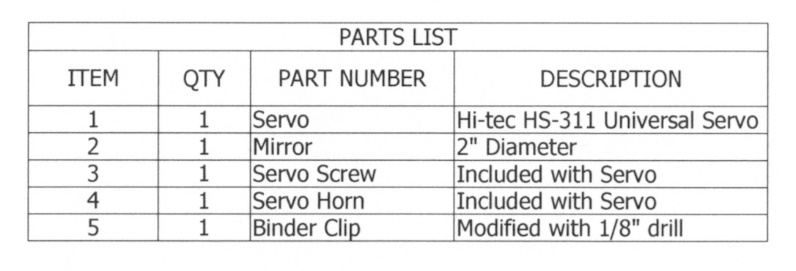 PARTS LIST
ITEM QTY PART NUMBER DESCRIPTION
1 1 Servo Hi-tec HS-311 Universal Servo
2 1 Mirror 2" Diameter
3 1 Servo Screw Included with Servo
4 1 Servo Horn Included with Servo
5 1 Binder Clip Modified with 1/8" drill